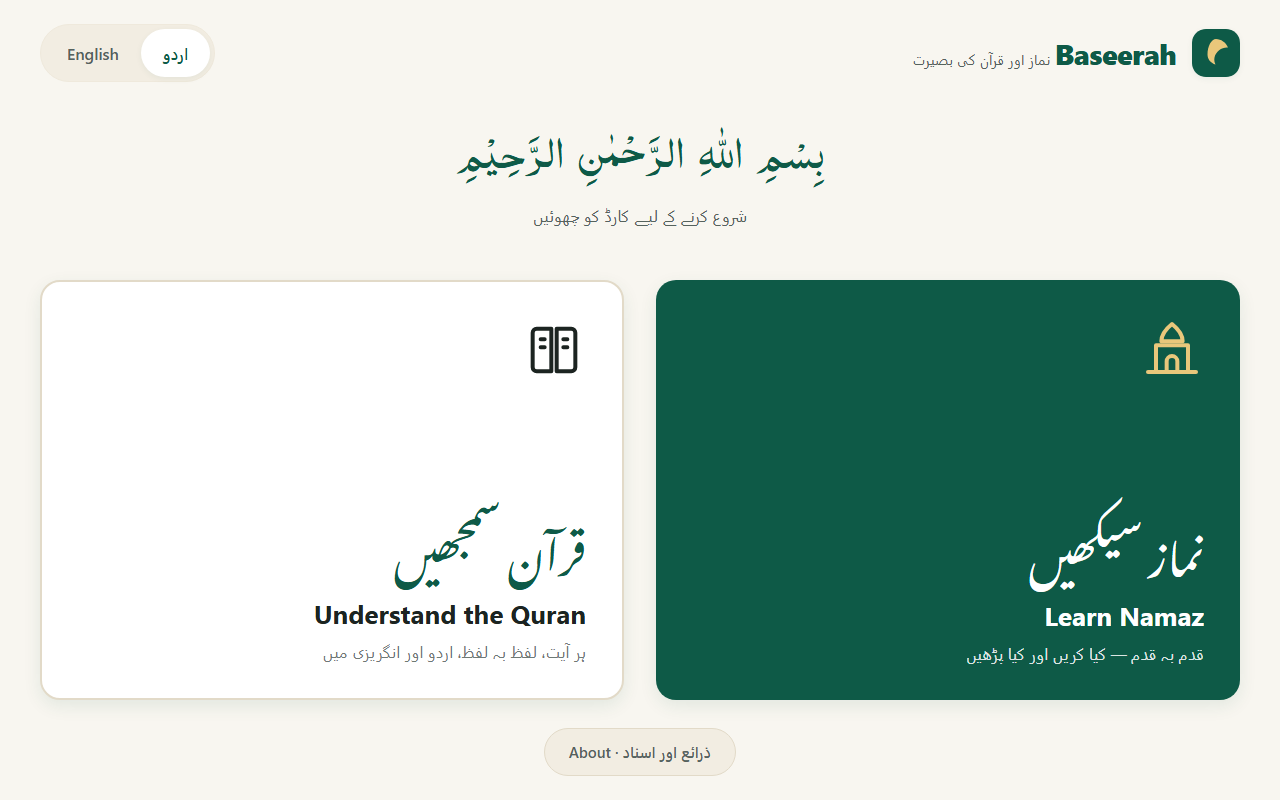 Baseerah نماز اور قرآن کی بصیرت
اردو
English
بِسْمِ اللّٰهِ الرَّحْمٰنِ الرَّحِيْمِ
شروع کرنے کے لیے کارڈ کو چھوئیں
نماز سیکھیں
Learn Namaz
قدم بہ قدم — کیا کریں اور کیا پڑھیں
قرآن سمجھیں
Understand the Quran
ہر آیت، لفظ بہ لفظ، اردو اور انگریزی میں
ذرائع اور اسناد · About